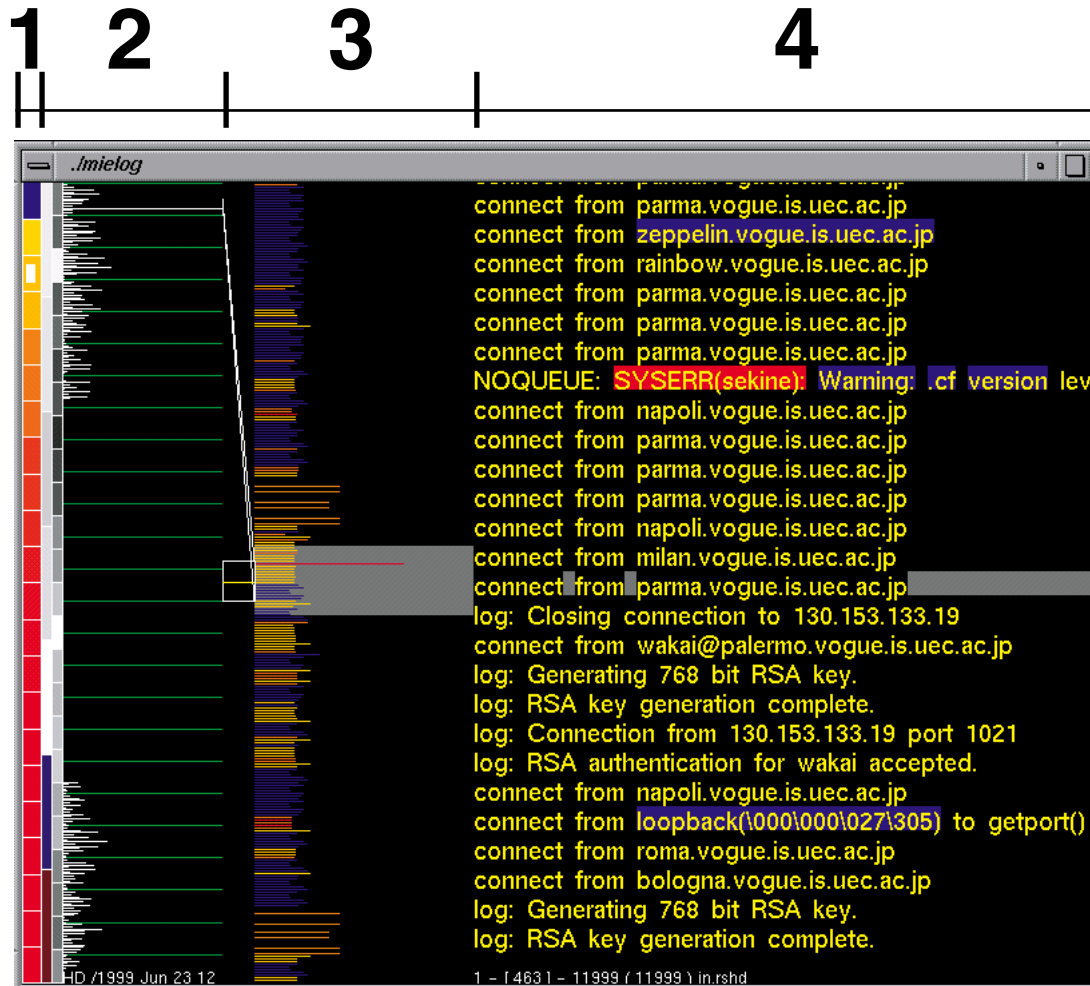 1 2 3 4
./mielog
connect from parma.vogue.is.uec.ac.jp
connect from parma.vogue.is.uec.ac.jp
connect from zeppelin.vogue.is.uec.ac.jp
connect from rainbow.vogue.is.uec.ac.jp
connect from parma.vogue.is.uec.ac.jp
connect from parma.vogue.is.uec.ac.jp
connect from parma.vogue.is.uec.ac.jp
NOQUEUE: SYSERR(sekine): Warning: .cf version lev
connect from napoli.vogue.is.uec.ac.jp
connect from parma.vogue.is.uec.ac.jp
connect from parma.vogue.is.uec.ac.jp
connect from parma.vogue.is.uec.ac.jp
connect from napoli.vogue.is.uec.ac.jp
connect from milan.vogue.is.uec.ac.jp
connect from parma.vogue.is.uec.ac.jp
log: Closing connection to 130.153.133.19
connect from wakai@palermo.vogue.is.uec.ac.jp
log: Generating 768 bit RSA key.
log: RSA key generation complete.
log: Connection from 130.153.133.19 port 1021
log: RSA authentication for wakai accepted.
connect from napoli.vogue.is.uec.ac.jp
connect from loopback(\000\000\027\305) to getport()
connect from roma.vogue.is.uec.ac.jp
connect from bologna.vogue.is.uec.ac.jp
log: Generating 768 bit RSA key.
log: RSA key generation complete.
HD /1999 Jun 23 12
1 - [ 463 ] - 11999 ( 11999 ) in.rshd